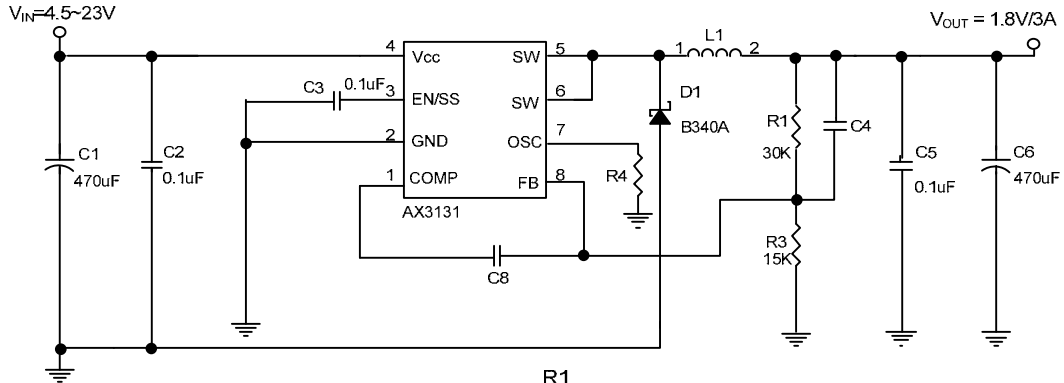 V_IN=4.5~23V
V_OUT = 1.8V/3A
L1
4
Vcc
SW
5
1
2
C3
0.1uF
3
EN/SS
SW
6
D1
B340A
R1
30K
C4
2
GND
OSC
7
C1
470uF
C2
0.1uF
1
COMP
FB
8
R4
C5
0.1uF
C6
470uF
AX3131
R3
15K
C8
R1